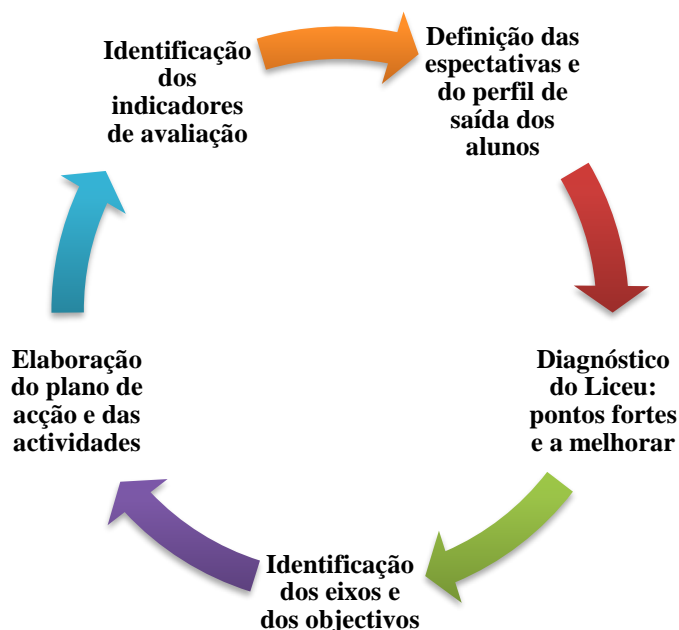 Identificação
dos
indicadores
de avaliação
Definição das
espectativas e
do perfil de
saída dos
alunos
Diagnóstico
do Liceu:
pontos fortes
e a melhorar
Identificação
dos eixos e
dos objectivos
Elaboração
do plano de
acção e das
actividades